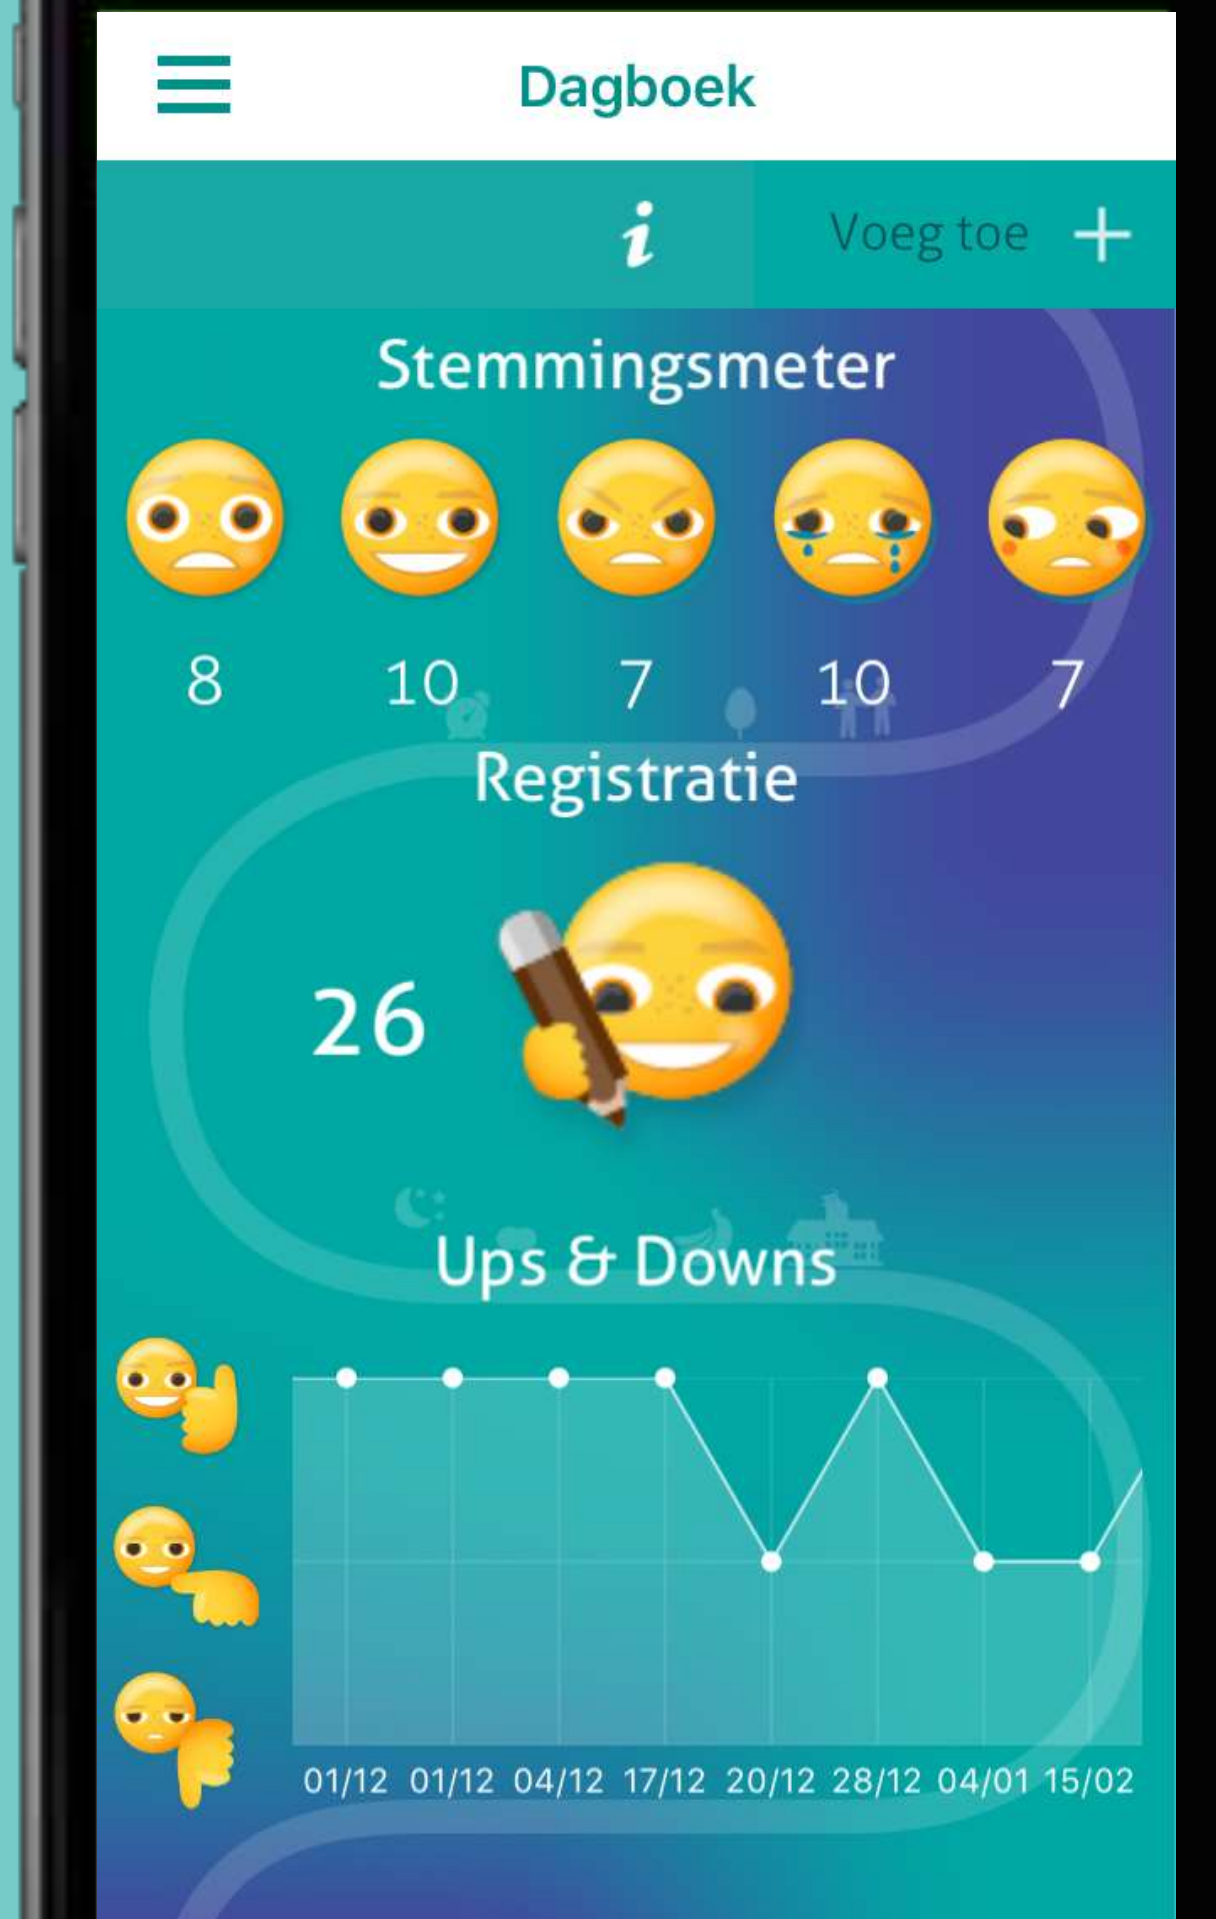 Dagboek
i Voeg toe +
Stemmingsmeter
8 10 7 10 7
Registratie
26
Ups & Downs
01/12 01/12 04/12 17/12 20/12 28/12 04/01 15/02